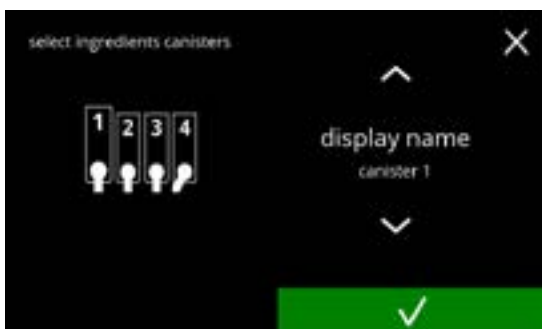 select ingredients canisters
1 2 3 4
display name
canister 1